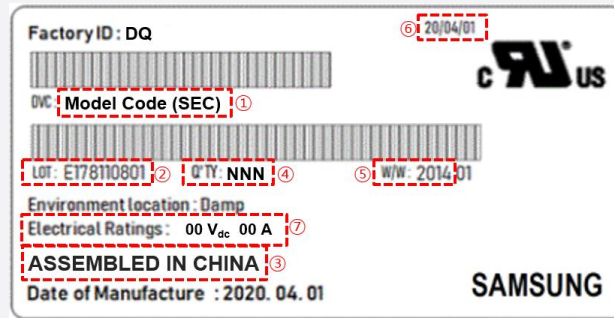 Factory ID : DQ
⑥ 20/04/01
c RU US
DVC: Model Code (SEC) ①
LOT: E178110801 ② Q'TY: NNN ④ ⑤ W/W: 2014 01
Environment location : Damp
Electrical Ratings : 00 Vdc 00 A ⑦
ASSEMBLED IN CHINA ③
Date of Manufacture : 2020. 04. 01
SAMSUNG